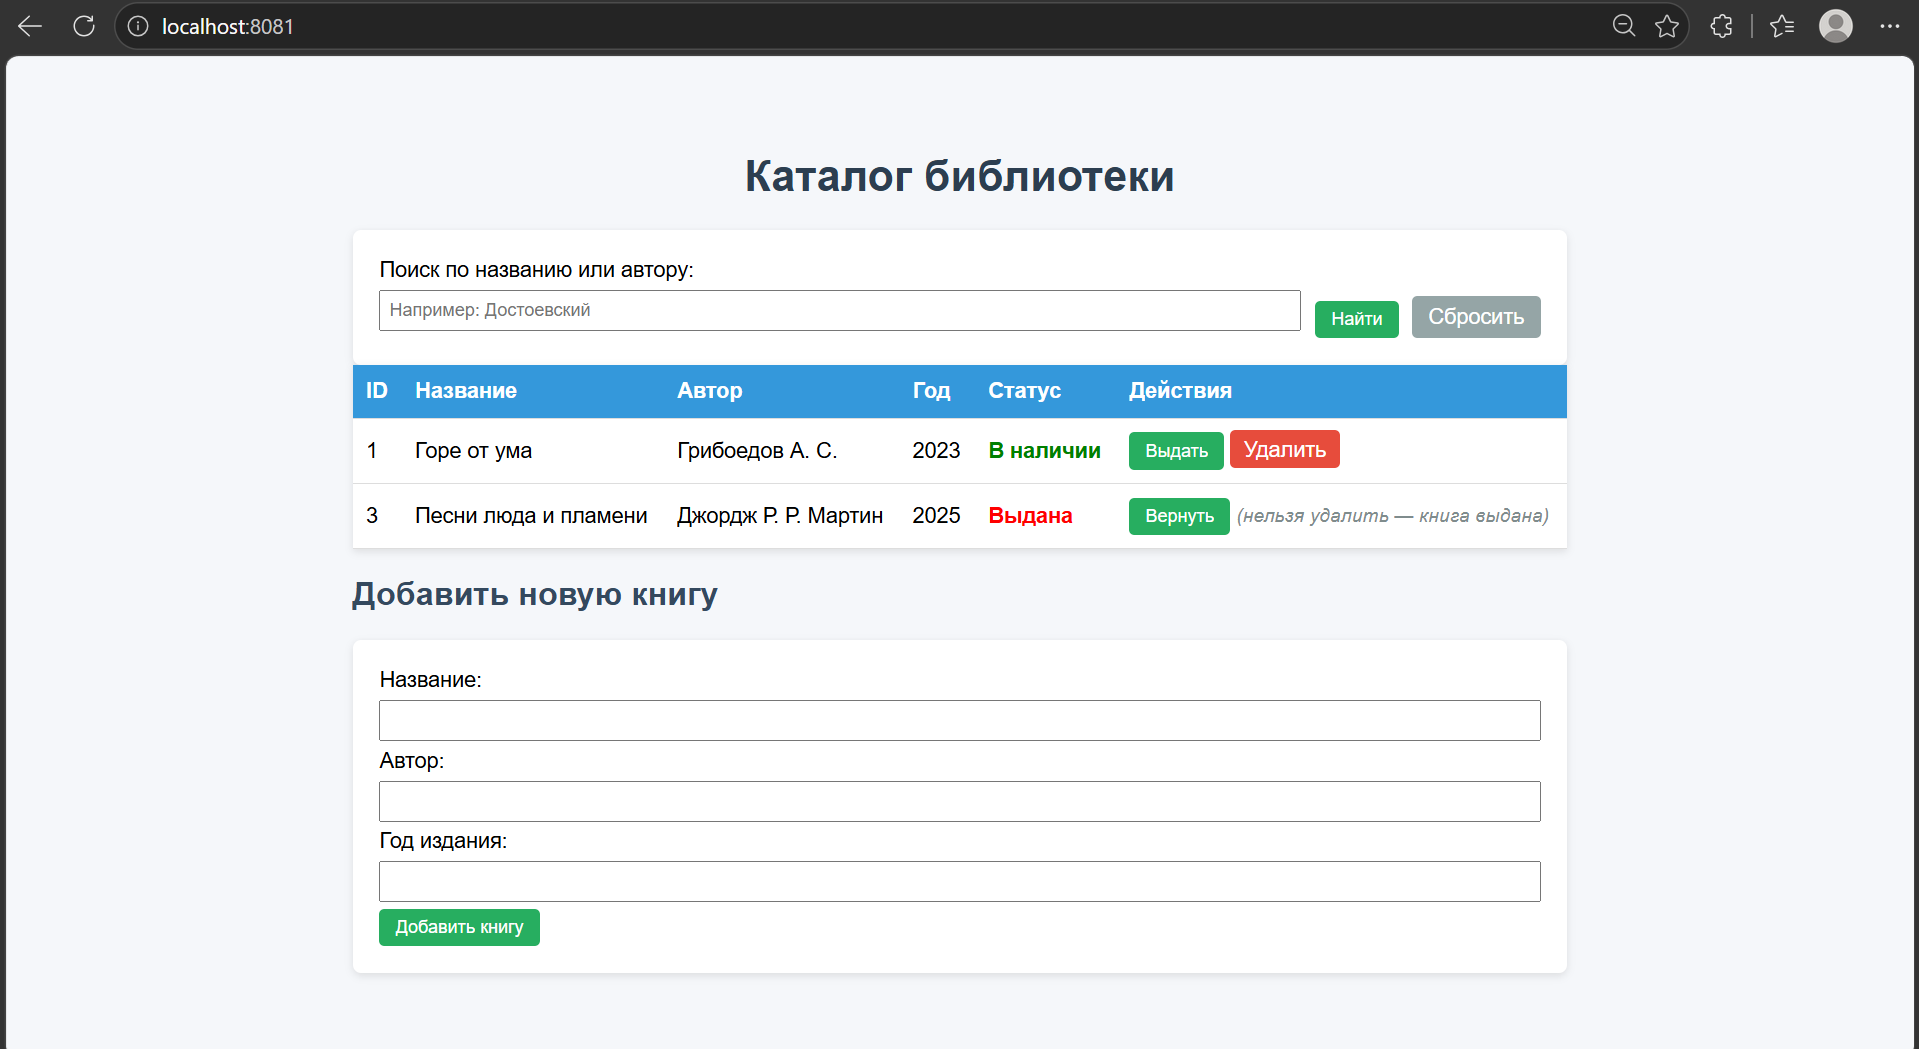 localhost:8081
Каталог библиотеки
Поиск по названию или автору:
Например: Достоевский Найти Сбросить
ID Название Автор Год Статус Действия
1 Горе от ума Грибоедов А. С. 2023 В наличии Выдать Удалить
3 Песни люда и пламени Джордж Р. Р. Мартин 2025 Выдана Вернуть (нельзя удалить — книга выдана)
Добавить новую книгу
Название:
Автор:
Год издания:
Добавить книгу